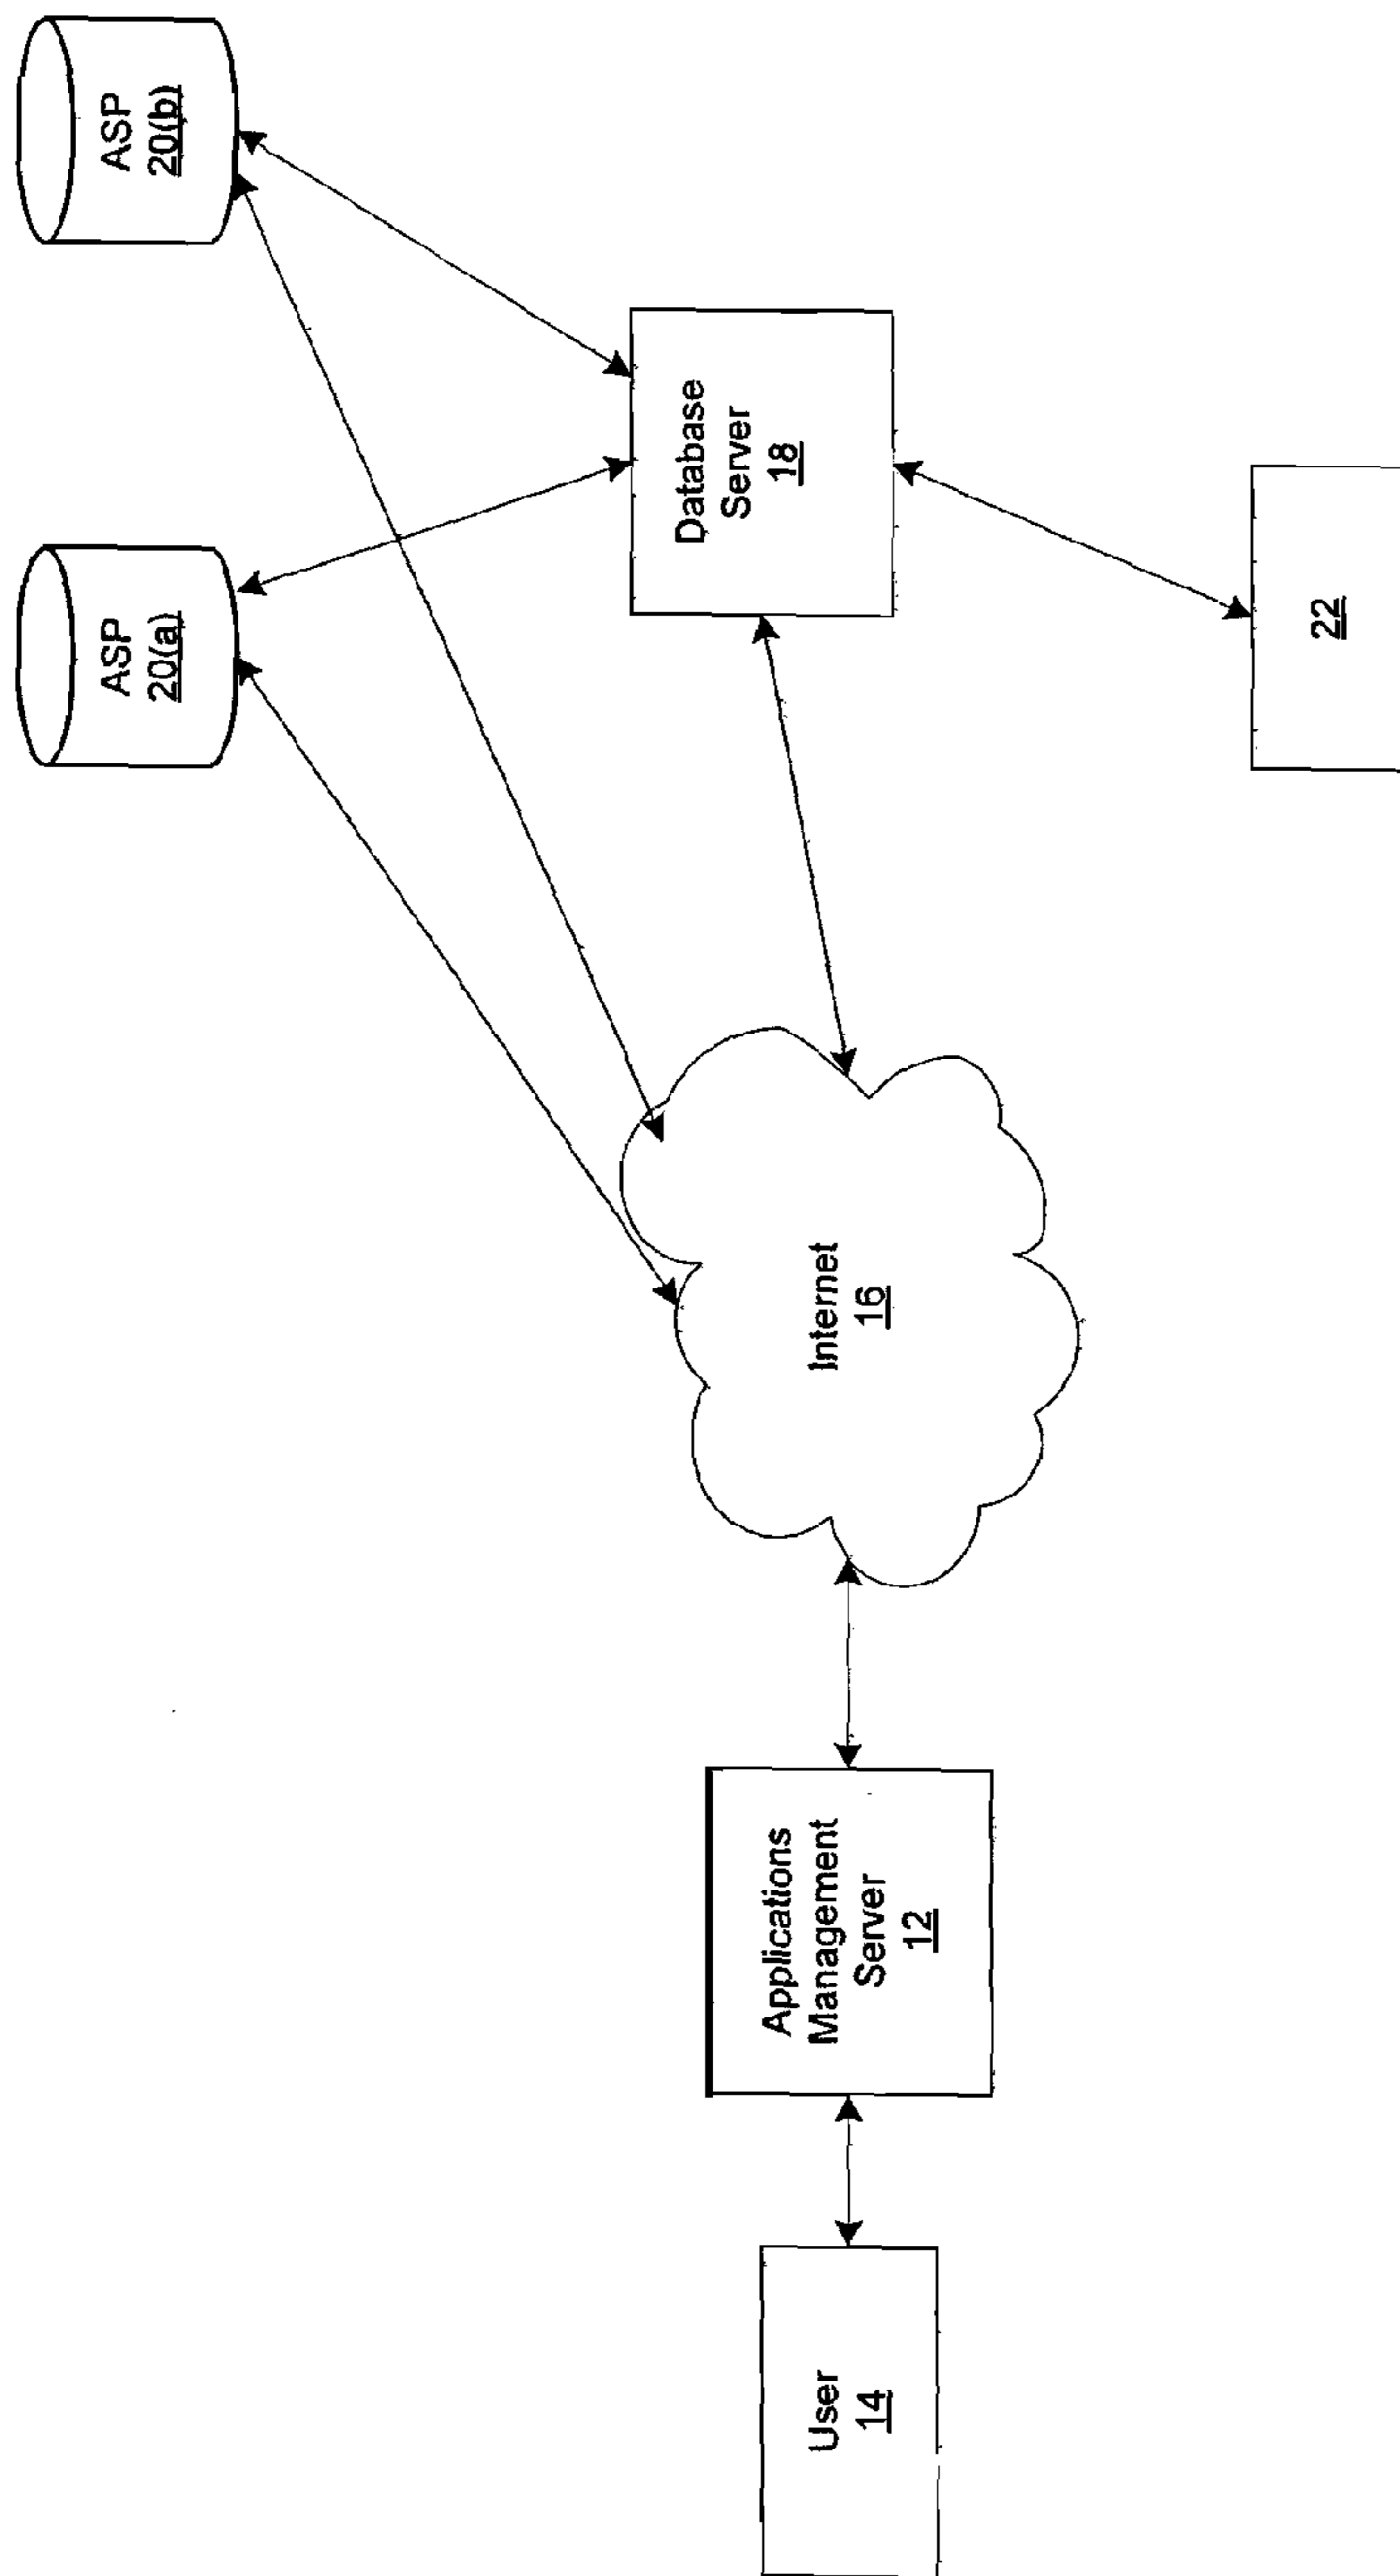 ASP
20(a)
ASP
20(b)
Database
Server
18
Internet
16
Applications
Management
Server
12
User
14
22